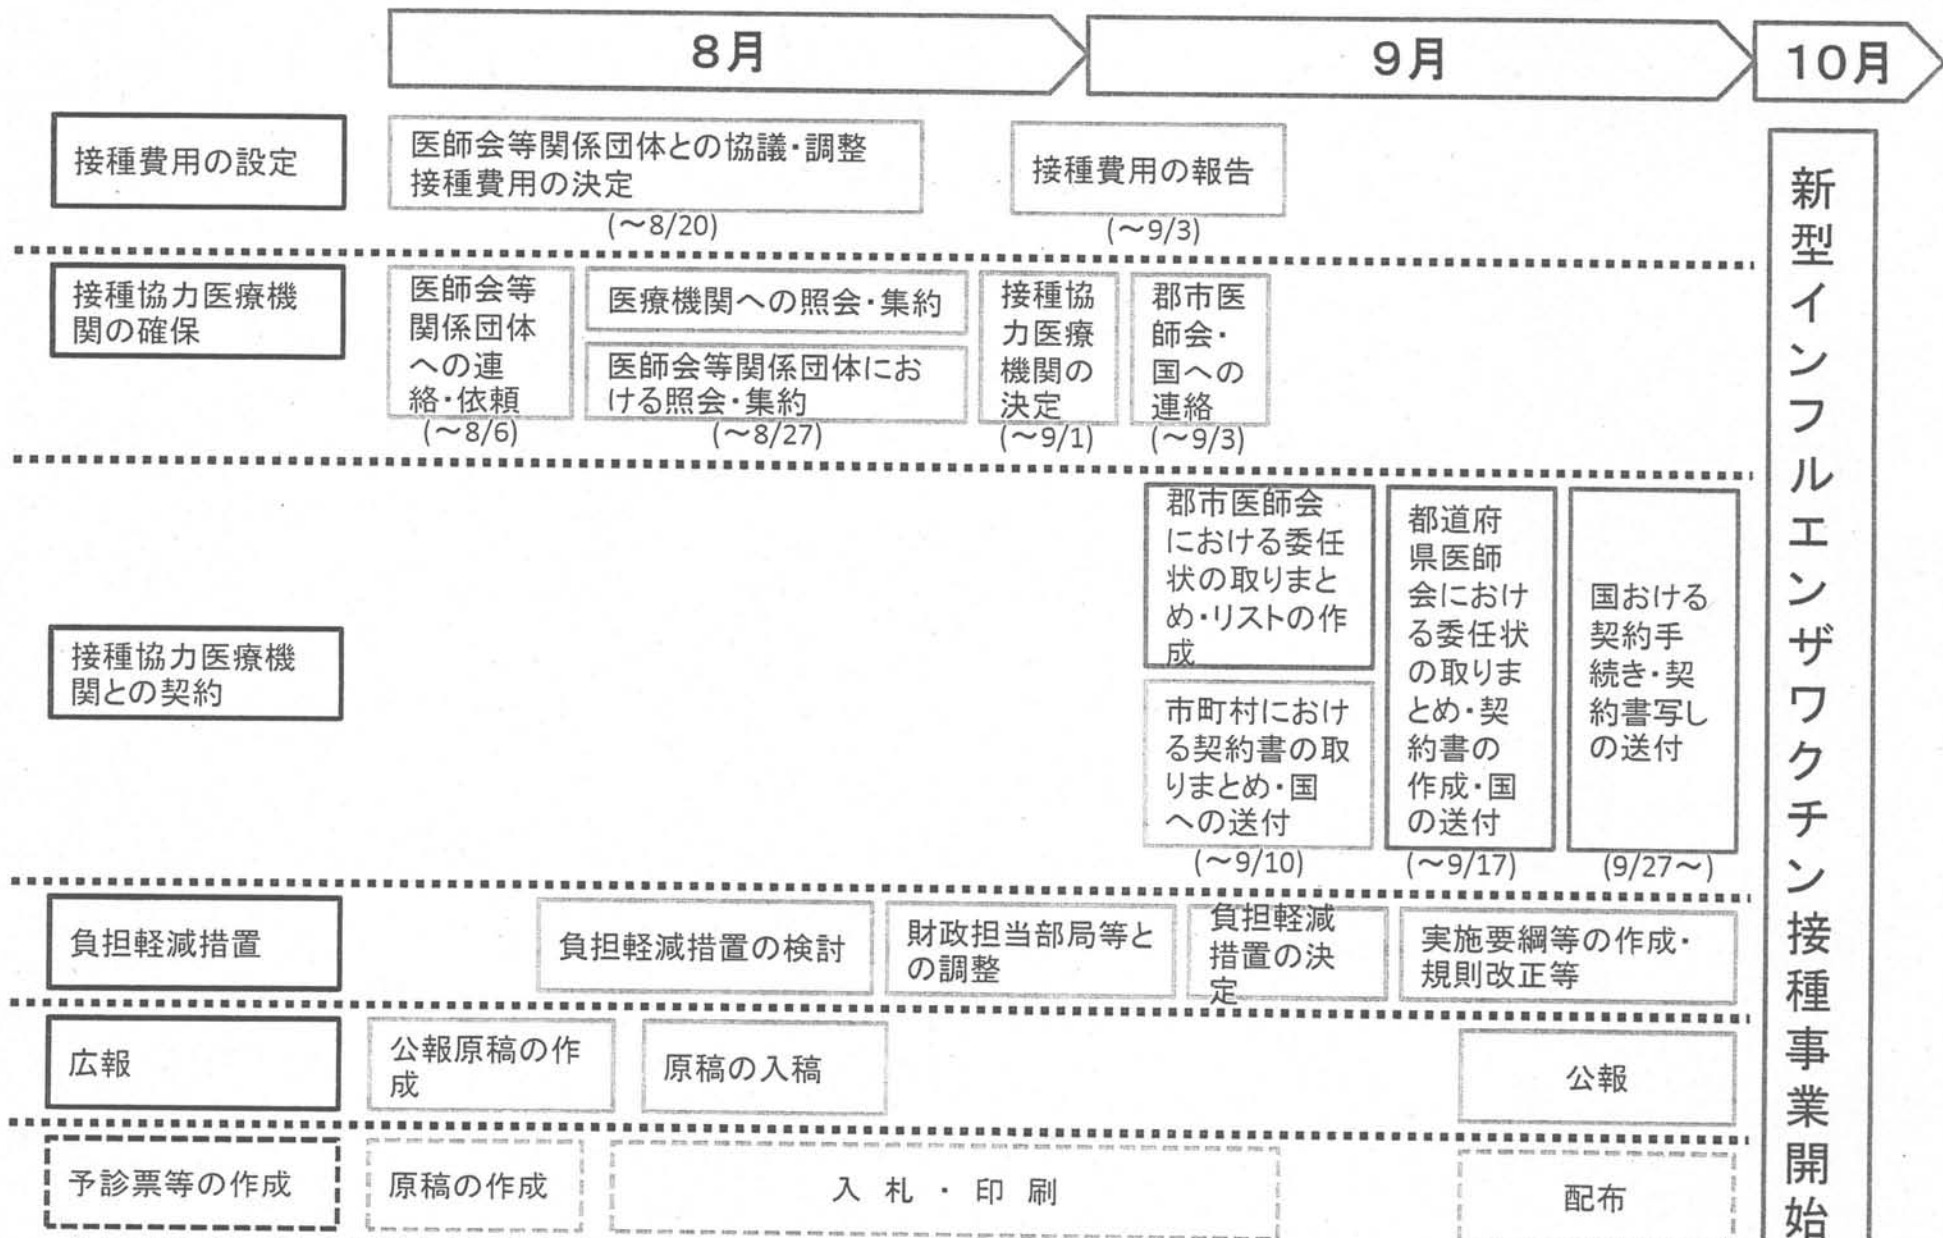 8月
9月
10月
接種費用の設定
医師会等関係団体との協議・調整
接種費用の決定
(～8/20)
接種費用の報告
(～9/3)
接種協力医療機
関の確保
医師会等
関係団体
への連
絡・依頼
(～8/6)
医療機関への照会・集約
医師会等関係団体にお
ける照会・集約
(～8/27)
接種協
力医療
機関の
決定
(～9/1)
郡市医
師会・
国への
連絡
(～9/3)
接種協力医療機
関との契約
郡市医師会
における委任
状の取りまと
め・リストの作
成
市町村におけ
る契約書の取
りまとめ・国
への送付
(～9/10)
都道府
県医師
会におけ
る委任状
の取りま
とめ・契
約書の
作成・国
の送付
(～9/17)
国おける
契約手
続き・契
約書写し
の送付
(9/27～)
負担軽減措置
負担軽減措置の検討
財政担当部局等と
の調整
負担軽減
措置の決
定
実施要綱等の作成・
規則改正等
広報
公報原稿の作
成
原稿の入稿
公報
予診票等の作成
原稿の作成
入札・印刷
配布
新型インフルエンザワクチン接種事業開始